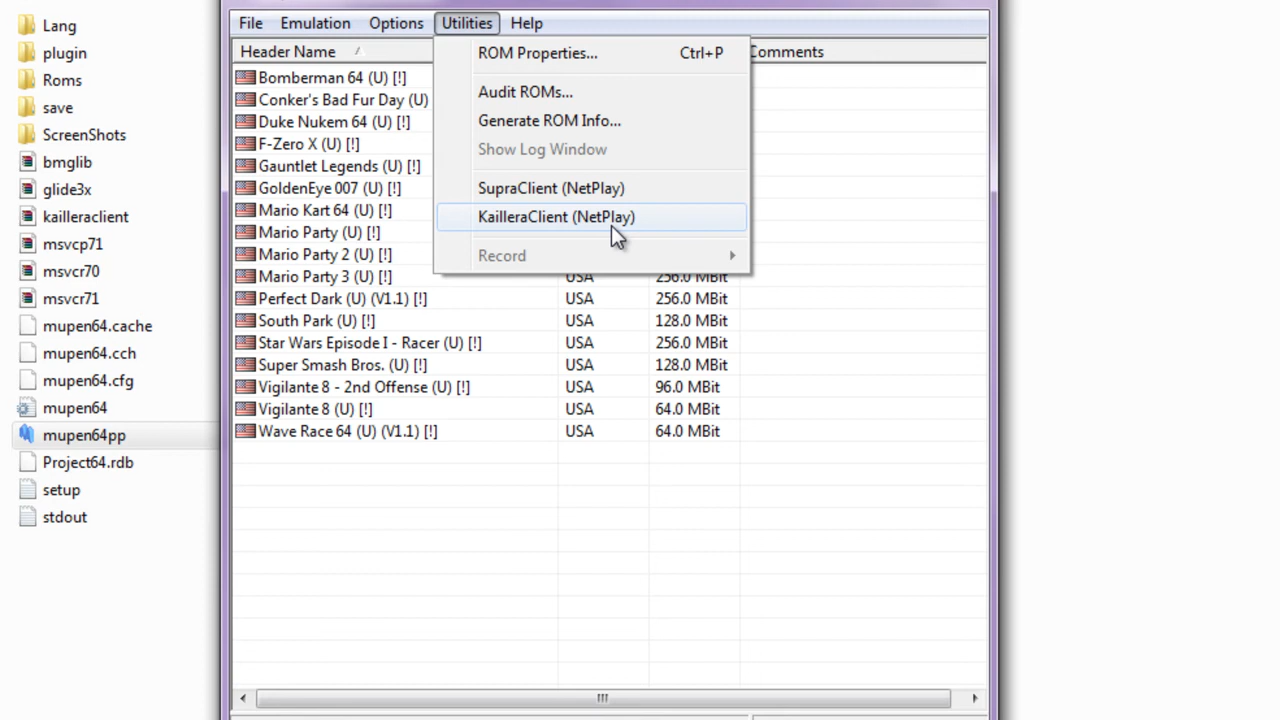 Lang
plugin
Roms
save
ScreenShots
bmglib
glide3x
kailleraclient
msvcp71
msvcr70
msvcr71
mupen64.cache
mupen64.cch
mupen64.cfg
mupen64
mupen64pp
Project64.rdb
setup
stdout
File Emulation Options Utilities Help
Header Name Comments
Bomberman 64 (U) [!]
Conker's Bad Fur Day (U)
Duke Nukem 64 (U) [!]
F-Zero X (U) [!]
Gauntlet Legends (U) [!]
GoldenEye 007 (U) [!]
Mario Kart 64 (U) [!]
Mario Party (U) [!]
Mario Party 2 (U) [!]
Mario Party 3 (U) [!] USA 256.0 MBit
Perfect Dark (U) (V1.1) [!] USA 256.0 MBit
South Park (U) [!] USA 128.0 MBit
Star Wars Episode I - Racer (U) [!] USA 256.0 MBit
Super Smash Bros. (U) [!] USA 128.0 MBit
Vigilante 8 - 2nd Offense (U) [!] USA 96.0 MBit
Vigilante 8 (U) [!] USA 64.0 MBit
Wave Race 64 (U) (V1.1) [!] USA 64.0 MBit
ROM Properties... Ctrl+P
Audit ROMs...
Generate ROM Info...
Show Log Window
SupraClient (NetPlay)
KailleraClient (NetPlay)
Record